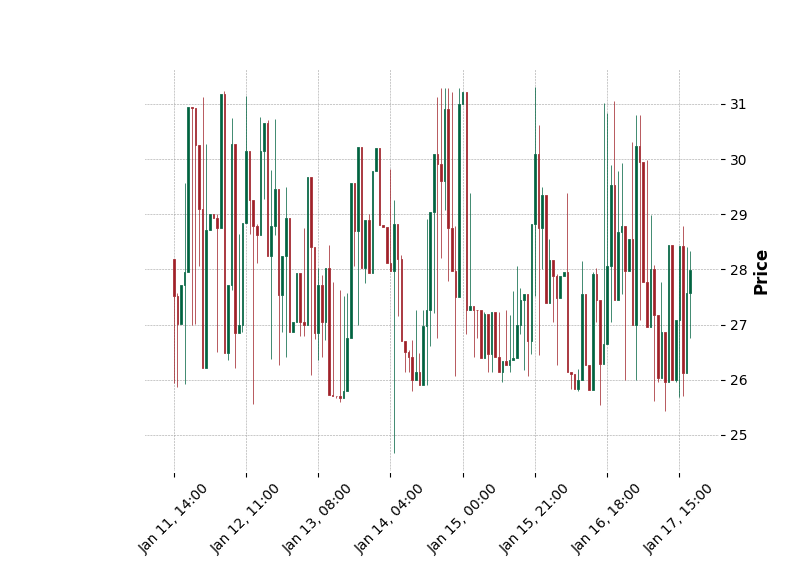 31
30
29
28
27
26
25
Price
Jan 11, 14:00
Jan 12, 11:00
Jan 13, 08:00
Jan 14, 04:00
Jan 15, 00:00
Jan 15, 21:00
Jan 16, 18:00
Jan 17, 15:00